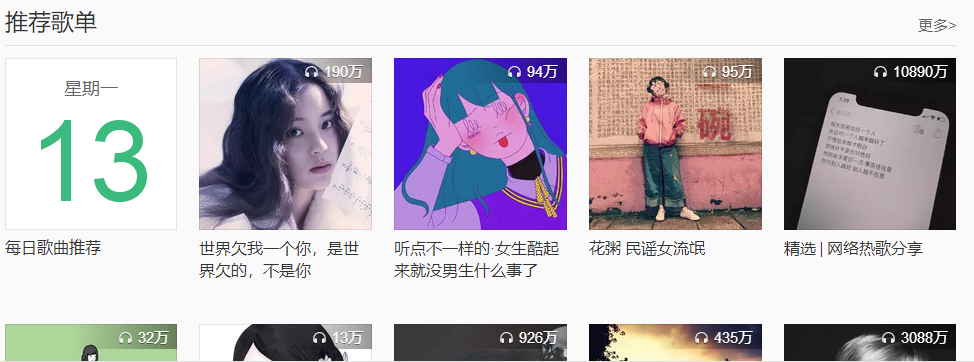 推荐歌单
更多>
星期一
13
190万
94万
95万
10890万
碗
每日歌曲推荐
世界欠我一个你，是世
界欠的，不是你
听点不一样的·女生酷起
来就没男生什么事了
花粥 民谣女流氓
精选 | 网络热歌分享
32万
13万
926万
435万
3088万